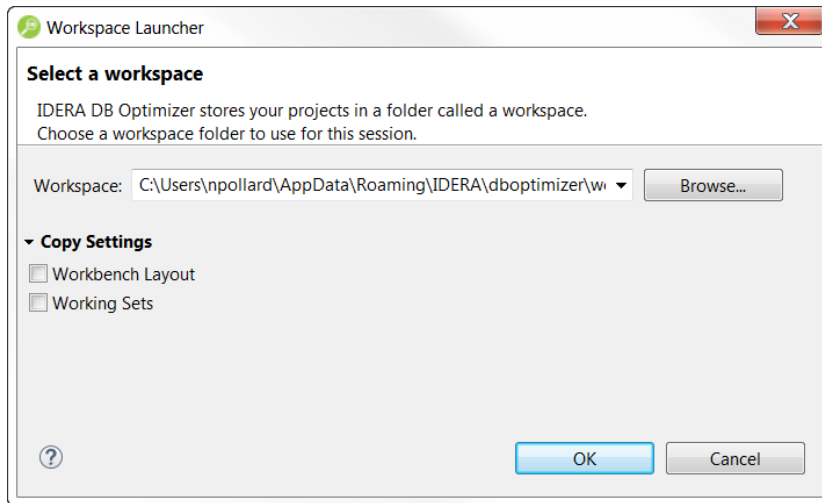 Workspace Launcher
Select a workspace
IDERA DB Optimizer stores your projects in a folder called a workspace.
Choose a workspace folder to use for this session.
Workspace: C:\Users\npollard\AppData\Roaming\IDERA\dboptimizer\w Browse...
Copy Settings
Workbench Layout
Working Sets
? OK Cancel